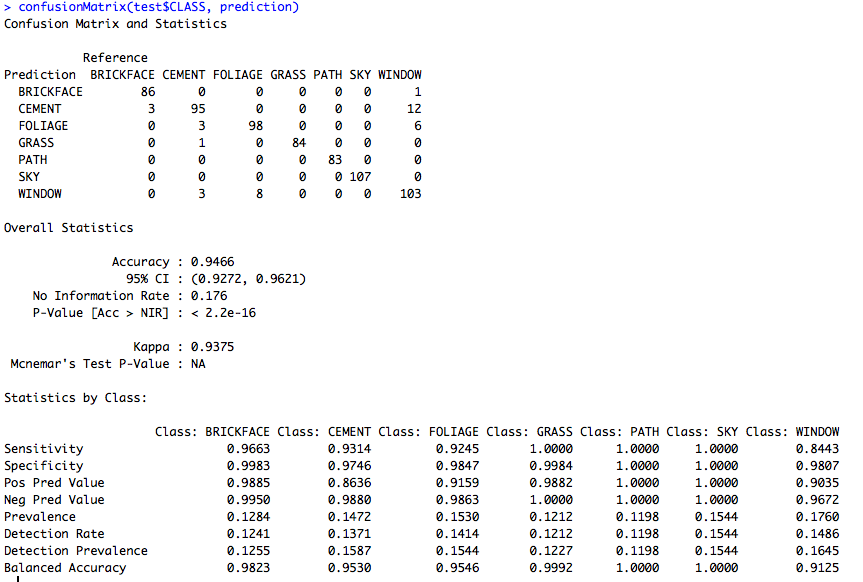 > confusionMatrix(test$CLASS, prediction)
Confusion Matrix and Statistics
Reference
Prediction BRICKFACE CEMENT FOLIAGE GRASS PATH SKY WINDOW
BRICKFACE 86 0 0 0 0 0 1
CEMENT 3 95 0 0 0 0 12
FOLIAGE 0 3 98 0 0 0 6
GRASS 0 1 0 84 0 0 0
PATH 0 0 0 0 83 0 0
SKY 0 0 0 0 0 107 0
WINDOW 0 3 8 0 0 0 103
Overall Statistics
Accuracy : 0.9466
95% CI : (0.9272, 0.9621)
No Information Rate : 0.176
P-Value [Acc > NIR] : < 2.2e-16
Kappa : 0.9375
Mcnemar's Test P-Value : NA
Statistics by Class:
Class: BRICKFACE Class: CEMENT Class: FOLIAGE Class: GRASS Class: PATH Class: SKY Class: WINDOW
Sensitivity 0.9663 0.9314 0.9245 1.0000 1.0000 1.0000 0.8443
Specificity 0.9983 0.9746 0.9847 0.9984 1.0000 1.0000 0.9807
Pos Pred Value 0.9885 0.8636 0.9159 0.9882 1.0000 1.0000 0.9035
Neg Pred Value 0.9950 0.9880 0.9863 1.0000 1.0000 1.0000 0.9672
Prevalence 0.1284 0.1472 0.1530 0.1212 0.1198 0.1544 0.1760
Detection Rate 0.1241 0.1371 0.1414 0.1212 0.1198 0.1544 0.1486
Detection Prevalence 0.1255 0.1587 0.1544 0.1227 0.1198 0.1544 0.1645
Balanced Accuracy 0.9823 0.9530 0.9546 0.9992 1.0000 1.0000 0.9125